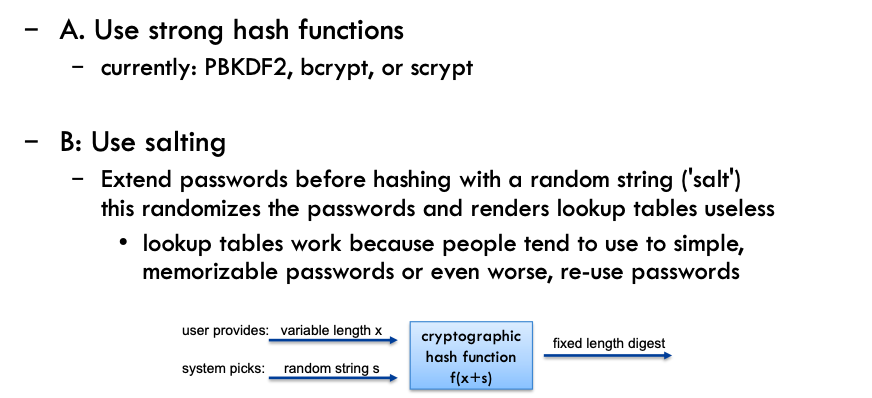 – A. Use strong hash functions
– currently: PBKDF2, bcrypt, or scrypt
– B: Use salting
– Extend passwords before hashing with a random string ('salt')
this randomizes the passwords and renders lookup tables useless
• lookup tables work because people tend to use to simple,
memorizable passwords or even worse, re-use passwords
user provides: variable length x
system picks: random string s
cryptographic
hash function
f(x+s)
fixed length digest